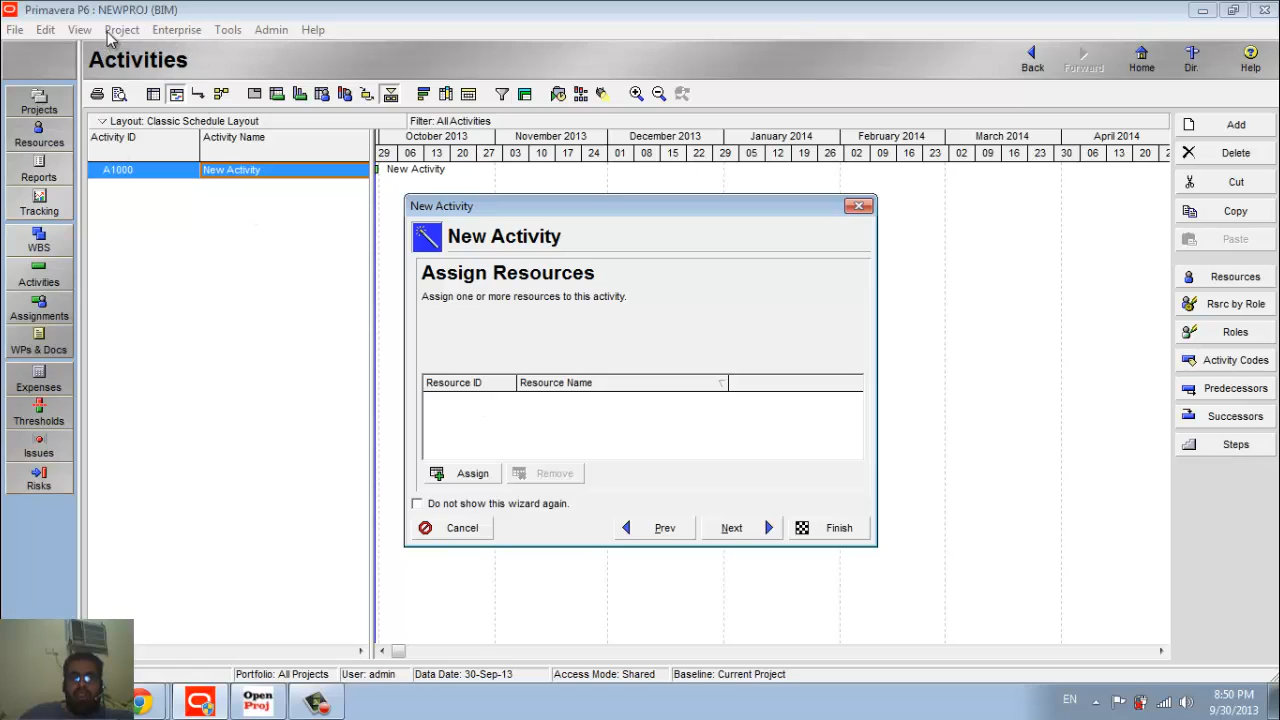 Primavera P6 : NEWPROJ (BIM)
File Edit View Project Enterprise Tools Admin Help
Activities
Back Forward Home Dir. Help
Layout: Classic Schedule Layout
Filter: All Activities
Activity ID Activity Name
October 2013 November 2013 December 2013 January 2014 February 2014 March 2014 April 2014
29 06 13 20 27 03 10 17 24 01 08 15 22 29 05 12 19 26 02 09 16 23 02 09 16 23 30 06 13 20 2
A1000 New Activity
New Activity
Projects
Resources
Reports
Tracking
WBS
Activities
Assignments
WPs & Docs
Expenses
Thresholds
Issues
Risks
New Activity
New Activity
Assign Resources
Assign one or more resources to this activity.
Resource ID Resource Name
Assign Remove
Do not show this wizard again.
Cancel Prev Next Finish
Add
Delete
Cut
Copy
Paste
Resources
Rsrc by Role
Roles
Activity Codes
Predecessors
Successors
Steps
Portfolio: All Projects User: admin Data Date: 30-Sep-13 Access Mode: Shared Baseline: Current Project
Open
Proj
EN
8:50 PM
9/30/2013